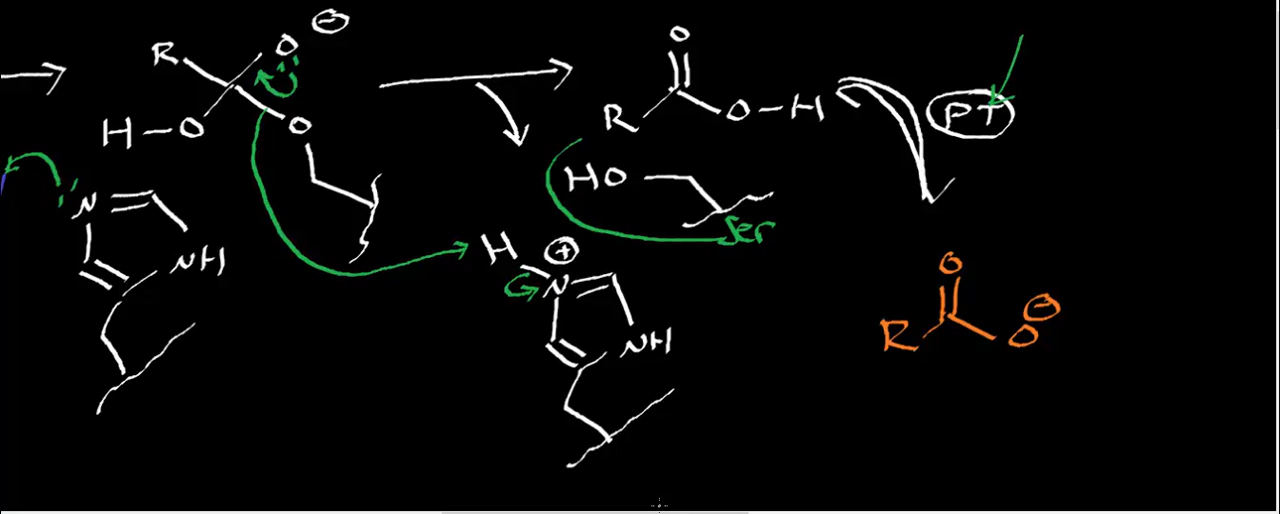 R O ⊖
H-O O
N
NH
O
R O-H
PT
HO
Ser
H ⊕
N
NH
O
R O ⊖